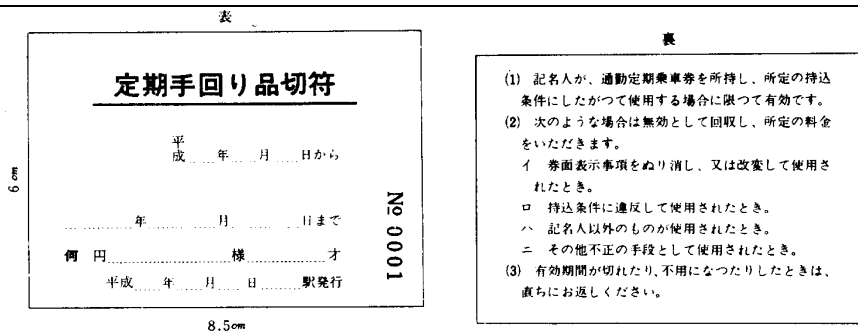 表
定期手回り品切符
平成......年......月......日から
..............年..............月..............日まで
何 円..............様..............才
平成......年......月......日........駅発行
№ 0001
6cm
8.5cm
裏
(1) 記名人が、通勤定期乗車券を所持し、所定の持込
条件にしたがつて使用する場合に限つて有効です。
(2) 次のような場合は無効として回収し、所定の料金
をいただきます。
イ 券面表示事項をぬり消し、又は改変して使用さ
れたとき。
ロ 持込条件に違反して使用されたとき。
ハ 記名人以外のものが使用されたとき。
ニ その他不正の手段として使用されたとき。
(3) 有効期間が切れたり、不用になつたりしたときは、
直ちにお返しください。